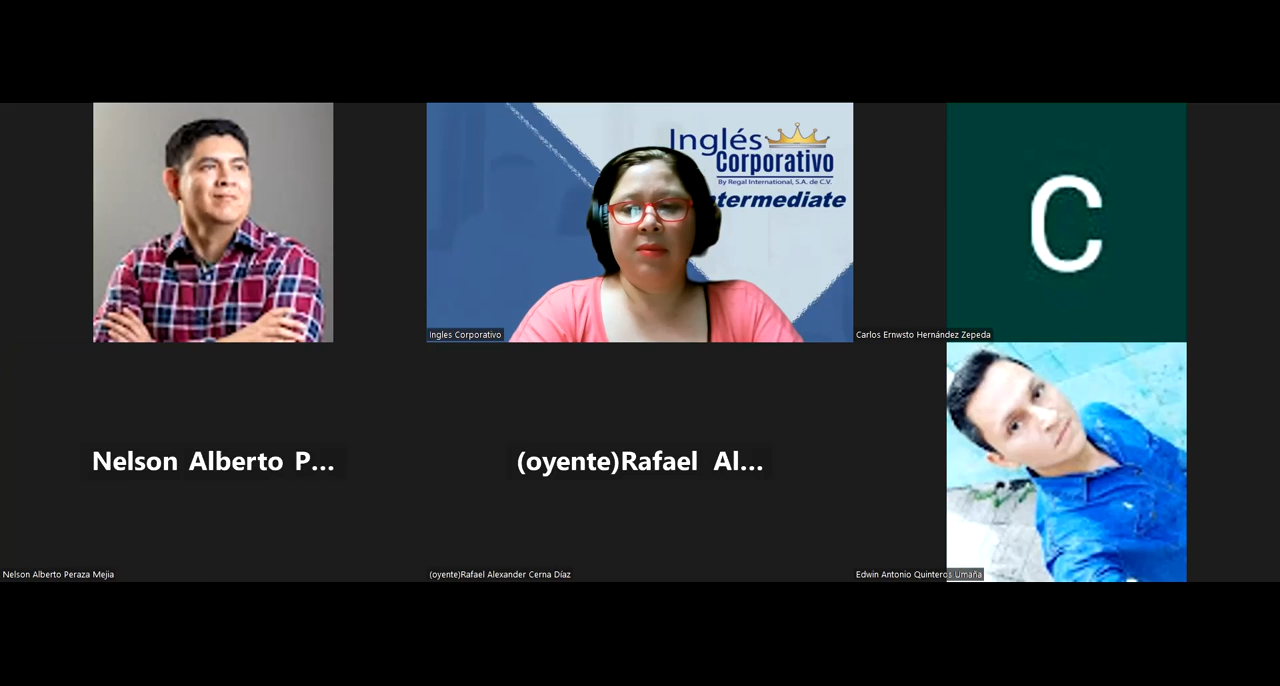 Inglés
Corporativo
By Regal International, S.A. de C.V.
ntermediate
Ingles Corporativo
C
Carlos Ernwsto Hernández Zepeda
Nelson Alberto P...
(oyente)Rafael Al...
Nelson Alberto Peraza Mejia
(oyente)Rafael Alexander Cerna Díaz
Edwin Antonio Quinteros Umaña